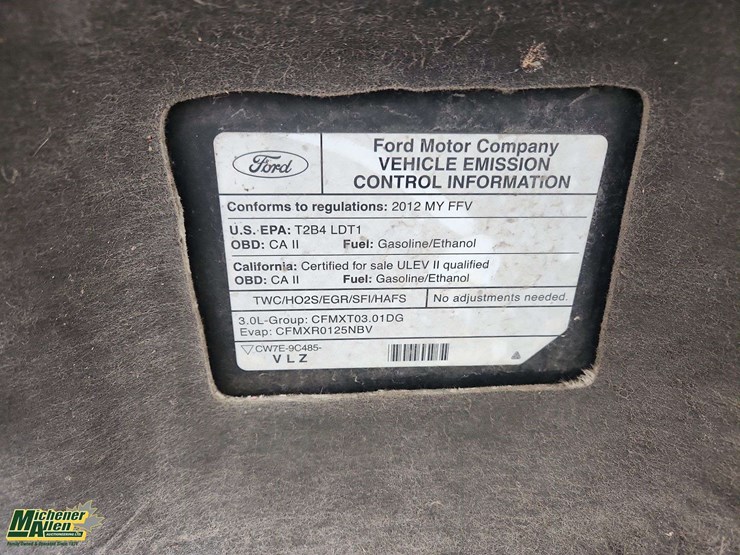 Ford
Ford Motor Company
VEHICLE EMISSION
CONTROL INFORMATION
Conforms to regulations: 2012 MY FFV
U.S. EPA: T2B4 LDT1
OBD: CA II Fuel: Gasoline/Ethanol
California: Certified for sale ULEV II qualified
OBD: CA II Fuel: Gasoline/Ethanol
TWC/HO2S/EGR/SFI/HAFS No adjustments needed.
3.0L-Group: CFMXT03.01DG
Evap: CFMXR0125NBV
CW7E-9C485-
V L Z
Michener
Allen
AUCTIONEERING LTD.